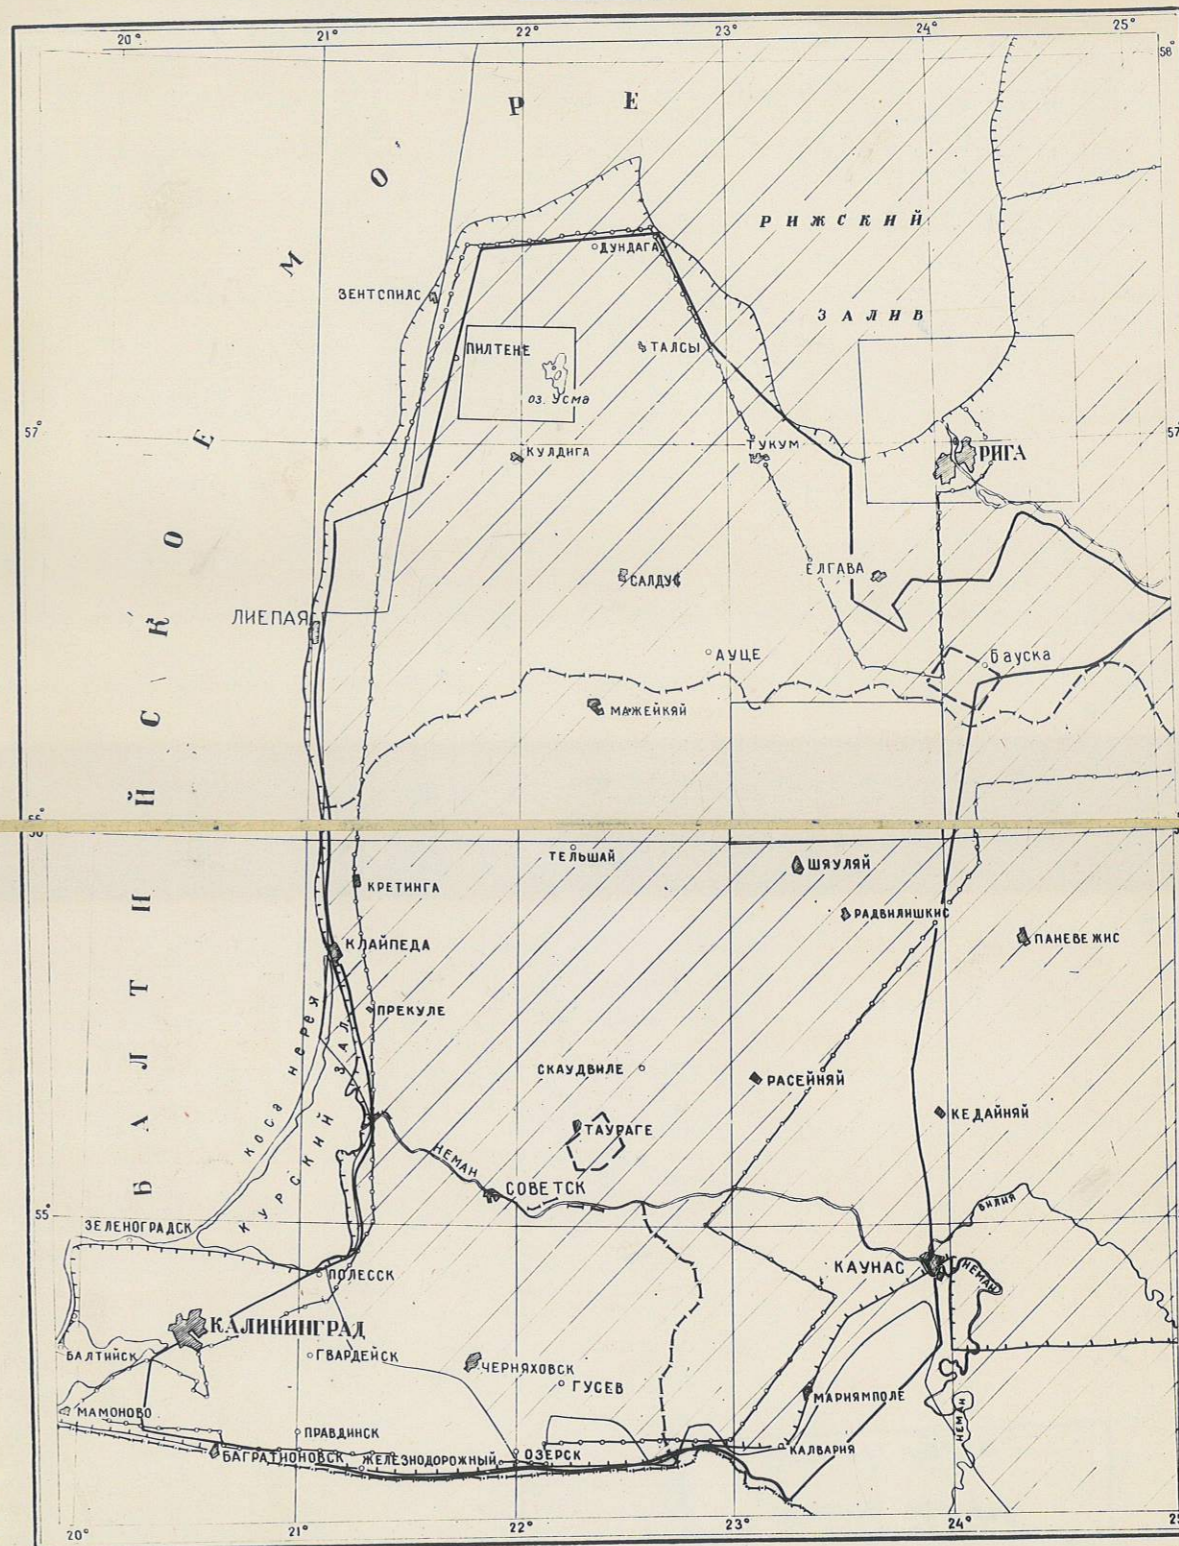 20° 21° 22° 23° 24° 25°
58°
Р Е
О
М
РИЖСКИЙ
ДУНДАГА
ЗЕНТСПИЛС
ЗАЛИВ
ПИЛТЕНЕ
ТАЛСЫ
оз. Усма
57° 57
Е
КУЛДИГА
ТУКУМ
РИГА
О
САЛДУС
ЕЛГАВА
ЛИЕПАЯ
К
АУЦЕ
бауска
МАЖЕЙКЯЙ
С
Й
ТЕЛЬШАЙ
ШЯУЛЯЙ
КРЕТИНГА
РАДВИЛИШКИС
И
ПАНЕВЕЖИС
КЛАЙПЕДА
Т
ПРЕКУЛЕ
коса нерея
КУРСКИЙ ЗАЛ.
СКАУДВИЛЕ
РАСЕЙНЯЙ
Л
КЕДАЙНЯЙ
А
ТАУРАГЕ
НЕМАН
Б
СОВЕТСК
ВИЛИЯ
55°
ЗЕЛЕНОГРАДСК
КАУНАС
НЕМАН
ПОЛЕССК
КАЛИНИНГРАД
БАЛТИЙСК
ГВАРДЕЙСК
ЧЕРНЯХОВСК
ГУСЕВ
МАРИЯМПОЛЕ
МАМОНОВО
НЕМАН
ПРАВДИНСК
БАГРАТИОНОВСК
ЖЕЛЕЗНОДОРОЖНЫЙ
ОЗЕРСК
КАЛВАРИЯ
20° 21° 22° 23° 24°